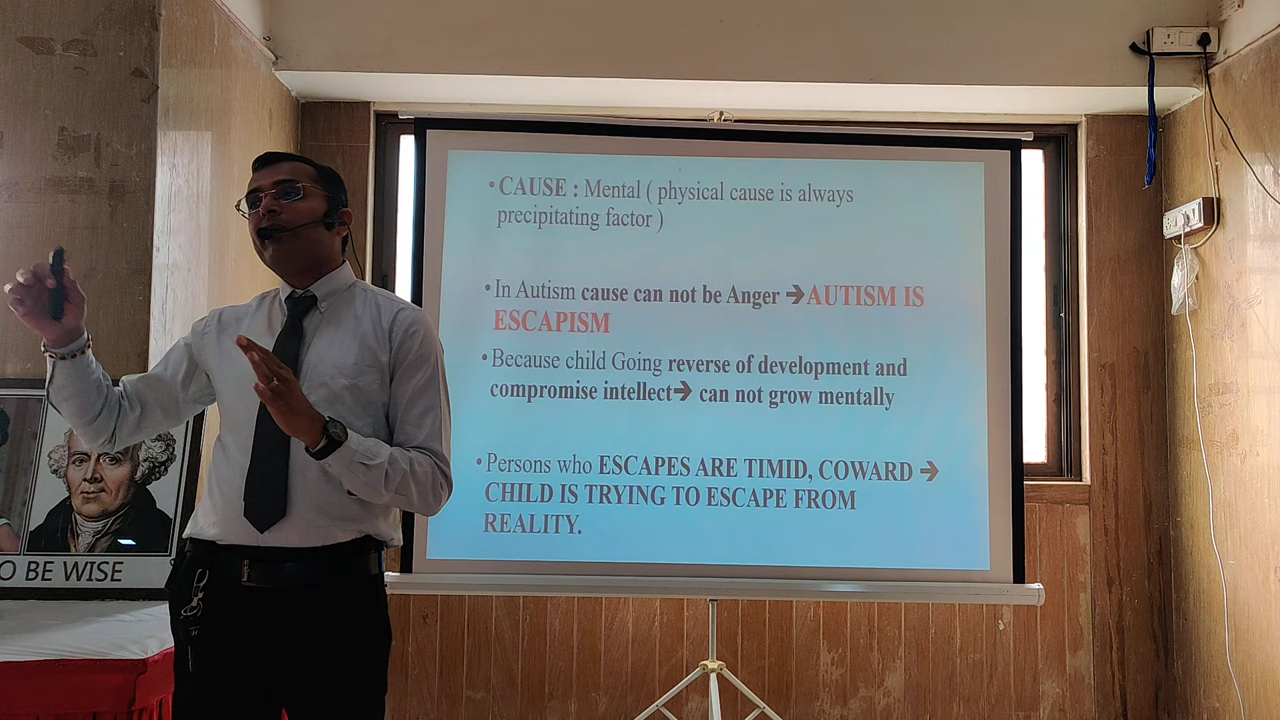 •CAUSE : Mental ( physical cause is always
precipitating factor )
•In Autism cause can not be Anger ➔AUTISM IS
ESCAPISM
•Because child Going reverse of development and
compromise intellect➔ can not grow mentally
•Persons who ESCAPES ARE TIMID, COWARD ➔
CHILD IS TRYING TO ESCAPE FROM
REALITY.
O BE WISE